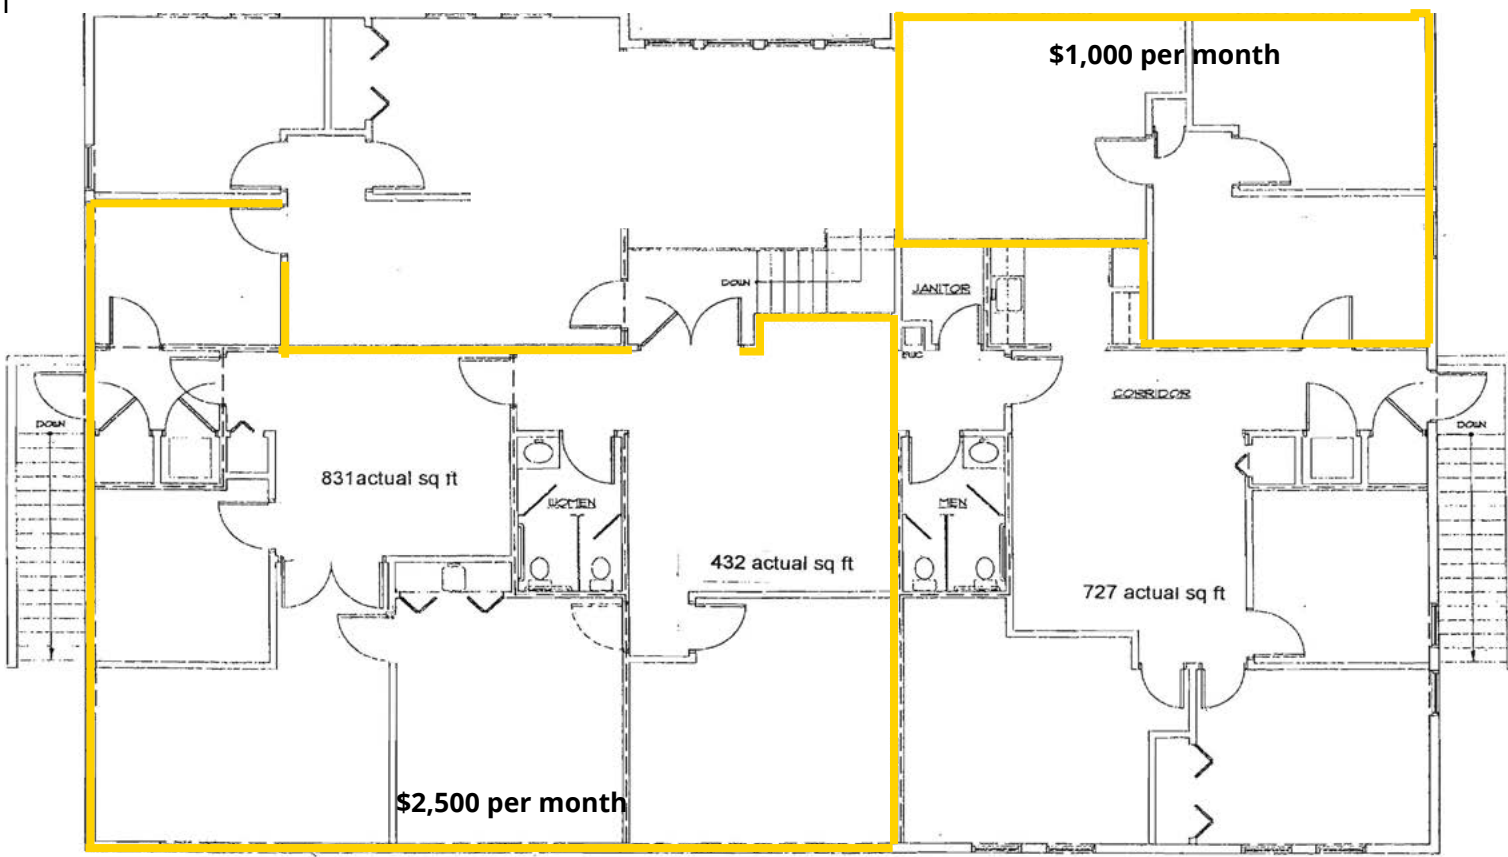 $1,000 per month
DOWN
JANITOR
CORRIDOR
DOWN
DOWN
831actual sq ft
WOMEN
MEN
432 actual sq ft
727 actual sq ft
$2,500 per month